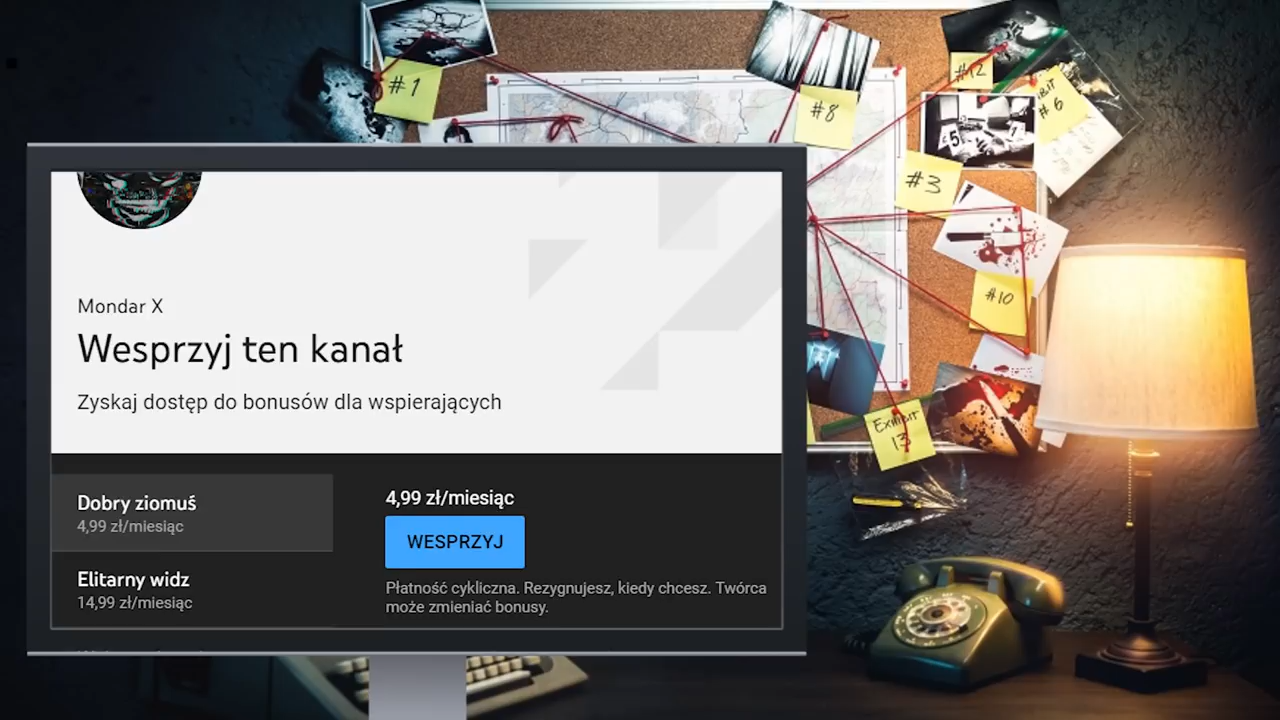 #1
#8
#12
#6
#3
5
#10
Exhibit
13
Mondar X
Wesprzyj ten kanał
Zyskaj dostęp do bonusów dla wspierających
Dobry ziomuś
4,99 zł/miesiąc
Elitarny widz
14,99 zł/miesiąc
4,99 zł/miesiąc
WESPRZYJ
Płatność cykliczna. Rezygnujesz, kiedy chcesz. Twórca
może zmieniać bonusy.